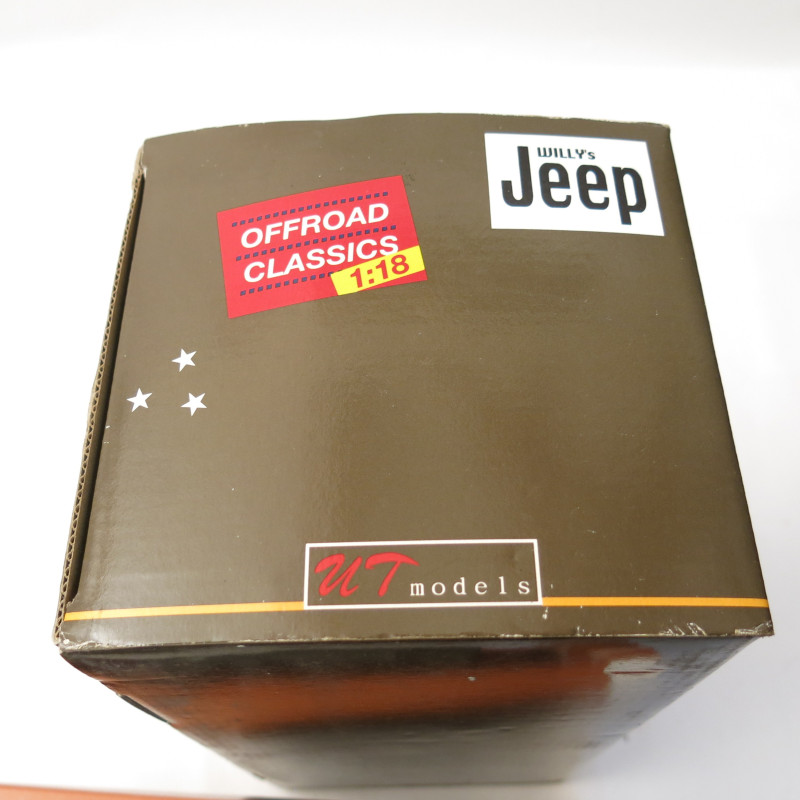 WILLY's
Jeep
OFFROAD
CLASSICS
1:18
UT models